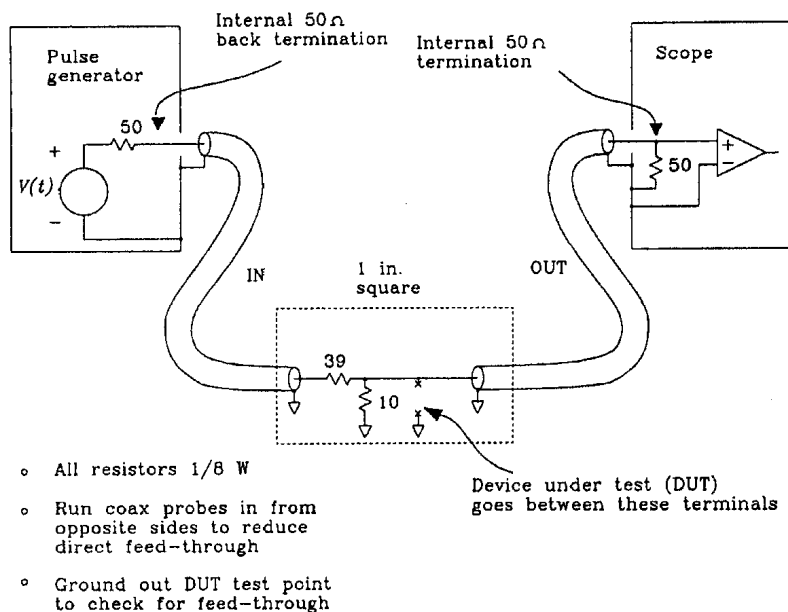 Internal 50Ω
back termination
Pulse
generator
Internal 50Ω
termination
Scope
50
+
V(t)
−
+
−
50
IN
1 in.
square
OUT
39
10
Device under test (DUT)
goes between these terminals
○ All resistors 1/8 W
○ Run coax probes in from
opposite sides to reduce
direct feed-through
○ Ground out DUT test point
to check for feed-through